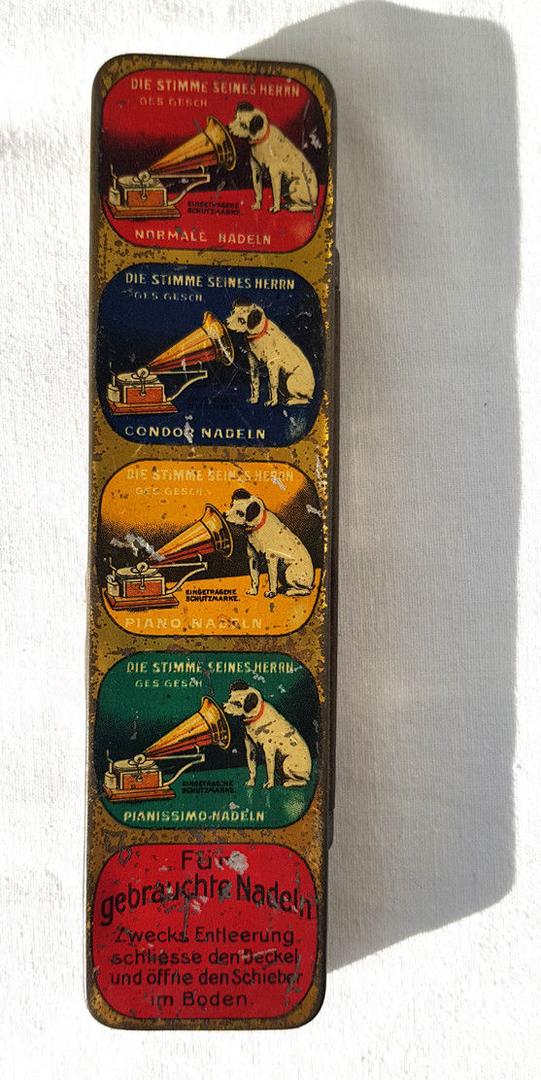 DIE STIMME SEINES HERRN
GES GESCH
EINGETRAGENE
SCHUTZMARKE.
NORMALE NADELN
DIE STIMME SEINES HERRN
GES GESCH
CONDOR NADELN
DIE STIMME SEINES HERRN
GES GESCH
EINGETRAGENE
SCHUTZMARKE.
PIANO NADELN
DIE STIMME SEINES HERRN
GES GESCH
EINGETRAGENE
SCHUTZMARKE.
PIANISSIMO-NADELN
Für
gebrauchte Nadeln
Zwecks Entleerung
schliesse den Deckel
und öffne den Schieber
im Boden.